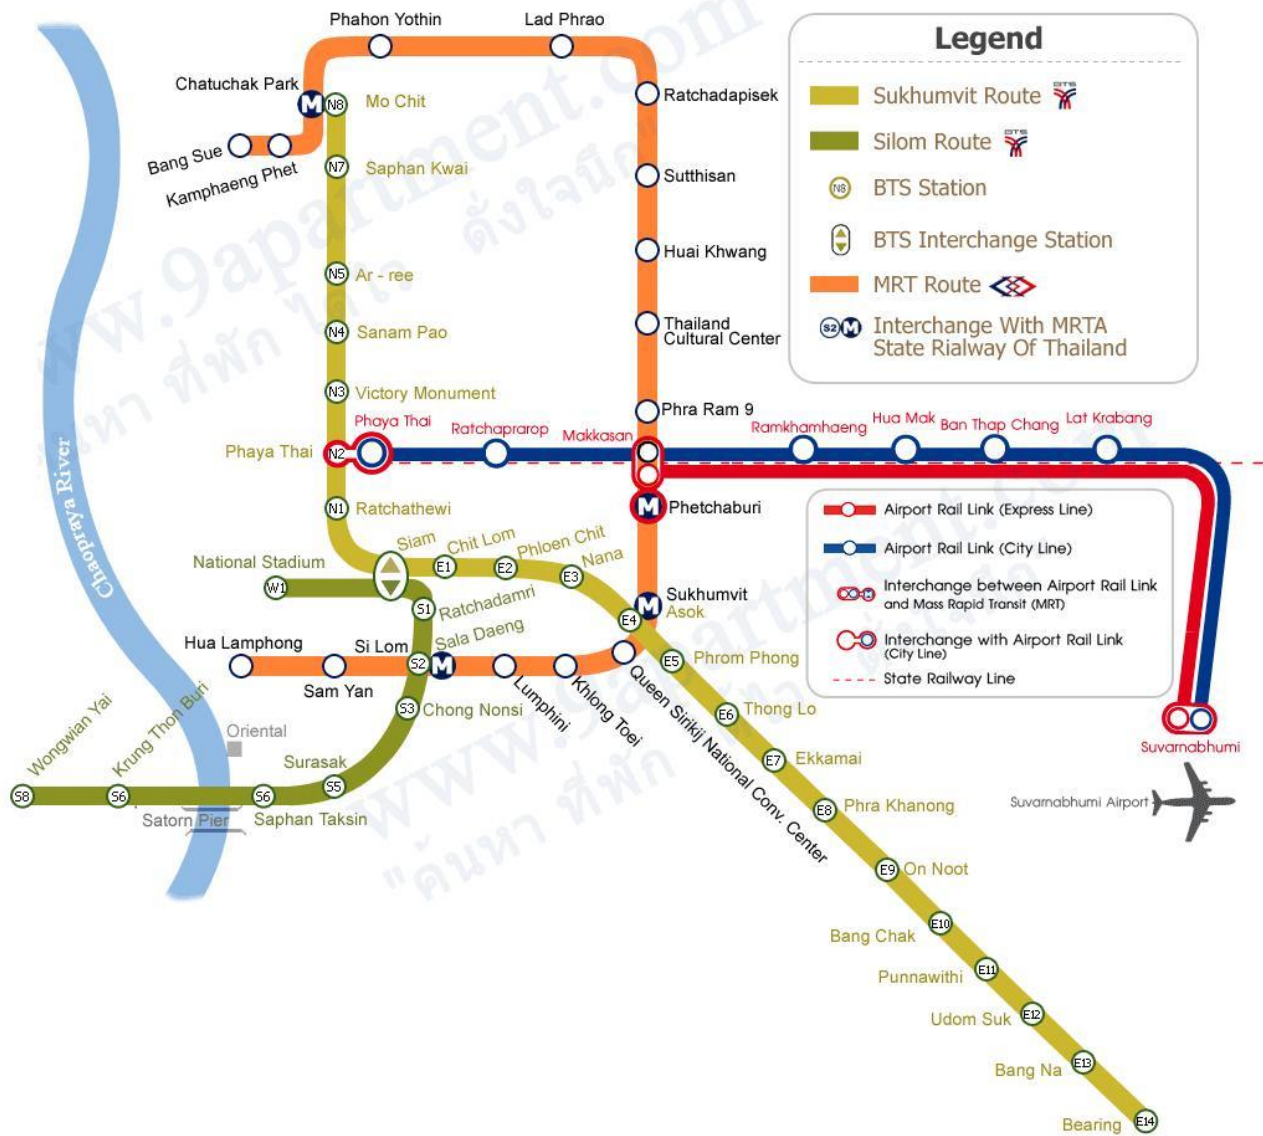 Phahon Yothin
Lad Phrao
Chatuchak Park
M
N8
Mo Chit
Bang Sue
Kamphaeng Phet
N7
Saphan Kwai
Ratchadapisek
Sutthisan
Huai Khwang
Thailand
Cultural Center
Phra Ram 9
N5
Ar - ree
N4
Sanam Pao
N3
Victory Monument
Legend
Sukhumvit Route
BTS
Silom Route
BTS
N8
BTS Station
BTS Interchange Station
MRT Route
S2
M
Interchange With MRTA
State Rialway Of Thailand
Phaya Thai
N2
Phaya Thai
Ratchaprarop
Makkasan
Ramkhamhaeng
Hua Mak
Ban Thap Chang
Lat Krabang
N1
Ratchathewi
M
Phetchaburi
Airport Rail Link (Express Line)
Airport Rail Link (City Line)
Interchange between Airport Rail Link
and Mass Rapid Transit (MRT)
Interchange with Airport Rail Link
(City Line)
State Railway Line
Chaopraya River
National Stadium
W1
Siam
E1
Chit Lom
E2
Phloen Chit
E3
Nana
S1
Ratchadamri
M
Sukhumvit
E4
Asok
Hua Lamphong
Sam Yan
Si Lom
S2
M
Sala Daeng
Lumphini
Khlong Toei
Queen Sirikij National Conv. Center
E5
Phrom Phong
S3
Chong Nonsi
E6
Thong Lo
Suvarnabhumi
Suvarnabhumi Airport
Wongwian Yai
S8
Krung Thon Buri
S6
Oriental
Satorn Pier
S6
Saphan Taksin
S5
Surasak
E7
Ekkamai
E8
Phra Khanong
E9
On Noot
E10
Bang Chak
E11
Punnawithi
E12
Udom Suk
E13
Bang Na
E14
Bearing
www.9apartment.com